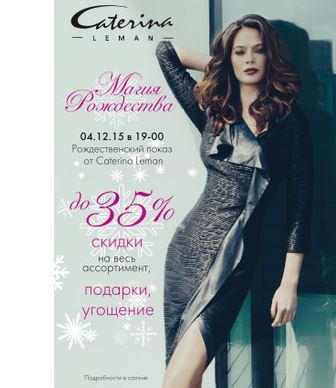 Caterina
LEMAN
Магия
Рождества
04.12.15 в 19-00
Рождественский показ
от Caterina Leman
до 35%
скидки
на весь
ассортимент,
подарки,
угощение
Подробности в салоне.